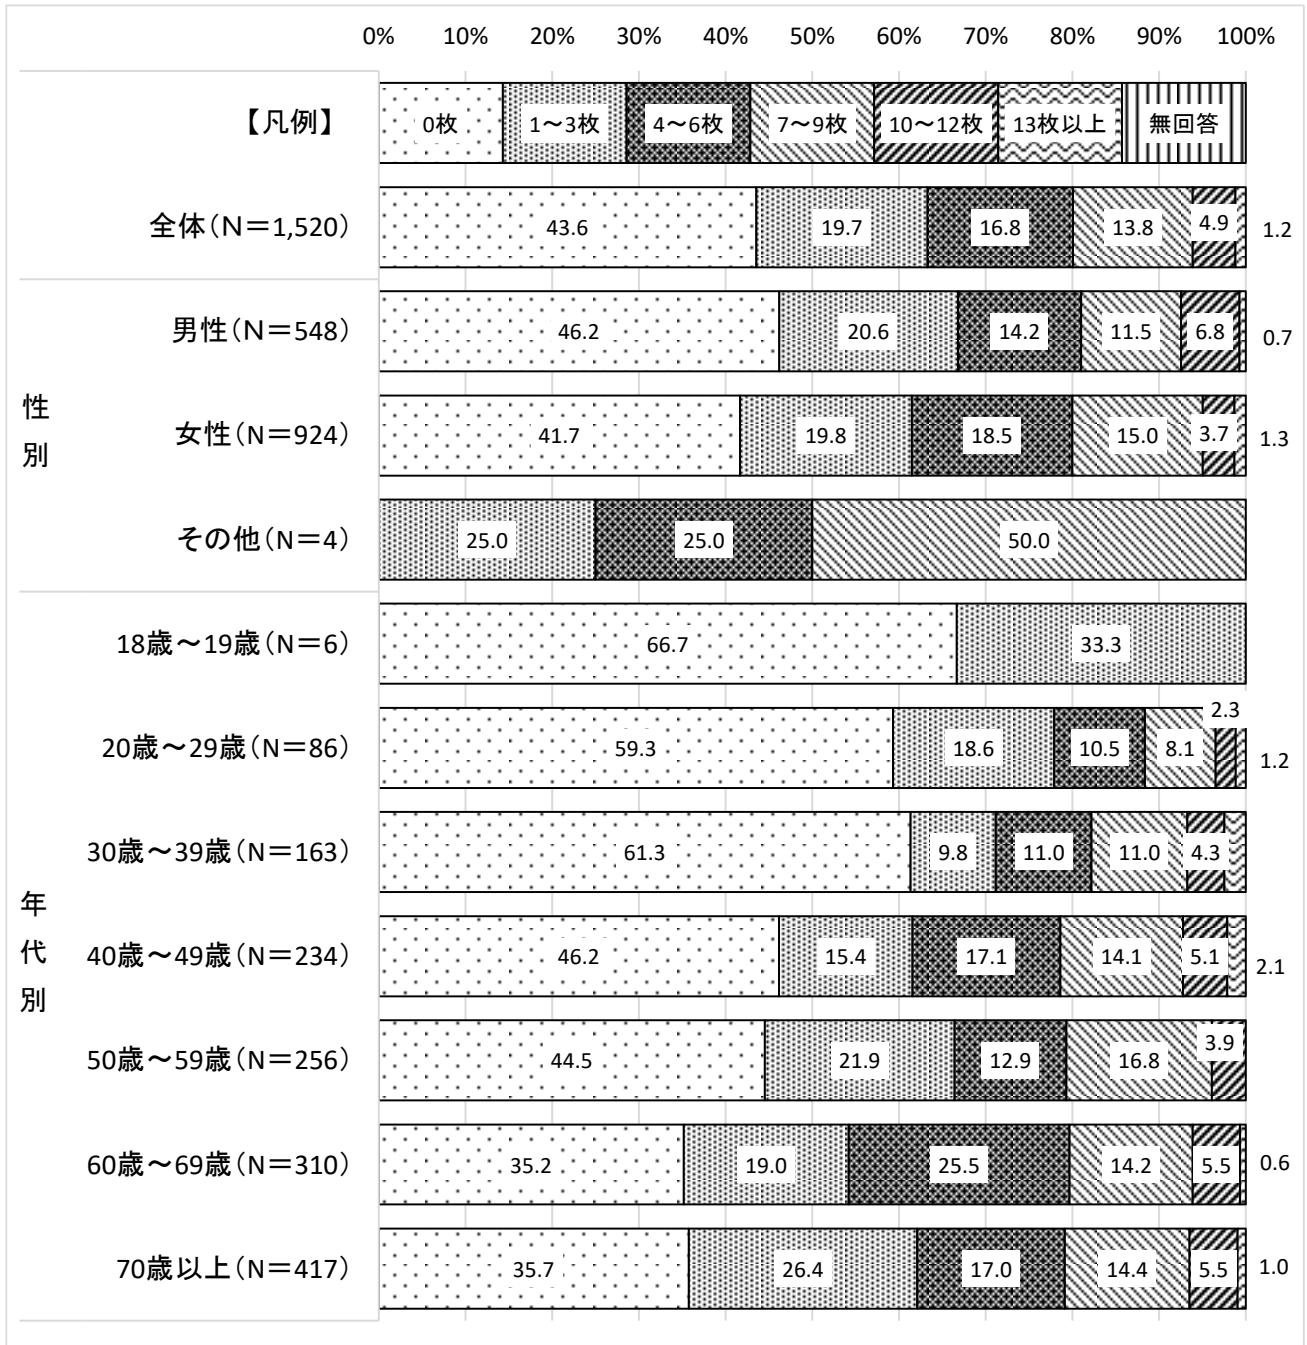 0% 10% 20% 30% 40% 50% 60% 70% 80% 90% 100%
【凡例】 0枚 1～3枚 4～6枚 7～9枚 10～12枚 13枚以上 無回答
全体(N＝1,520) 43.6 19.7 16.8 13.8 4.9 1.2
性別
男性(N＝548) 46.2 20.6 14.2 11.5 6.8 0.7
女性(N＝924) 41.7 19.8 18.5 15.0 3.7 1.3
その他(N＝4) 25.0 25.0 50.0
年代別
18歳～19歳(N＝6) 66.7 33.3
20歳～29歳(N＝86) 59.3 18.6 10.5 8.1 2.3 1.2
30歳～39歳(N＝163) 61.3 9.8 11.0 11.0 4.3
40歳～49歳(N＝234) 46.2 15.4 17.1 14.1 5.1 2.1
50歳～59歳(N＝256) 44.5 21.9 12.9 16.8 3.9
60歳～69歳(N＝310) 35.2 19.0 25.5 14.2 5.5 0.6
70歳以上(N＝417) 35.7 26.4 17.0 14.4 5.5 1.0